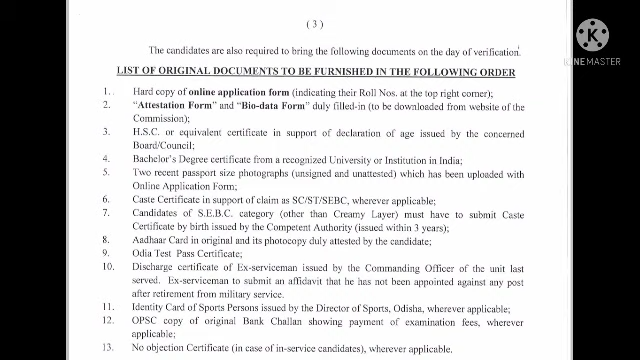 ( 3 )
The candidates are also required to bring the following documents on the day of verification.
LIST OF ORIGINAL DOCUMENTS TO BE FURNISHED IN THE FOLLOWING ORDER
1. Hard copy of online application form (indicating their Roll Nos. at the top right corner);
2. "Attestation Form" and "Bio-data Form" duly filled-in (to be downloaded from website of the
Commission);
3. H.S.C. or equivalent certificate in support of declaration of age issued by the concerned
Board/Council;
4. Bachelor's Degree certificate from a recognized University or Institution in India;
5. Two recent passport size photographs (unsigned and unattested) which has been uploaded with
Online Application Form;
6. Caste Certificate in support of claim as SC/ST/SEBC, wherever applicable;
7. Candidates of S.E.B.C. category (other than Creamy Layer) must have to submit Caste
Certificate by birth issued by the Competent Authority (issued within 3 years);
8. Aadhaar Card in original and its photocopy duly attested by the candidate;
9. Odia Test Pass Certificate;
10. Discharge certificate of Ex-serviceman issued by the Commanding Officer of the unit last
served. Ex-serviceman to submit an affidavit that he has not been appointed against any post
after retirement from military service.
11. Identity Card of Sports Persons issued by the Director of Sports, Odisha, wherever applicable;
12. OPSC copy of original Bank Challan showing payment of examination fees, wherever
applicable;
13. No objection Certificate (in case of in-service candidates), wherever applicable.
K
KINEMASTER